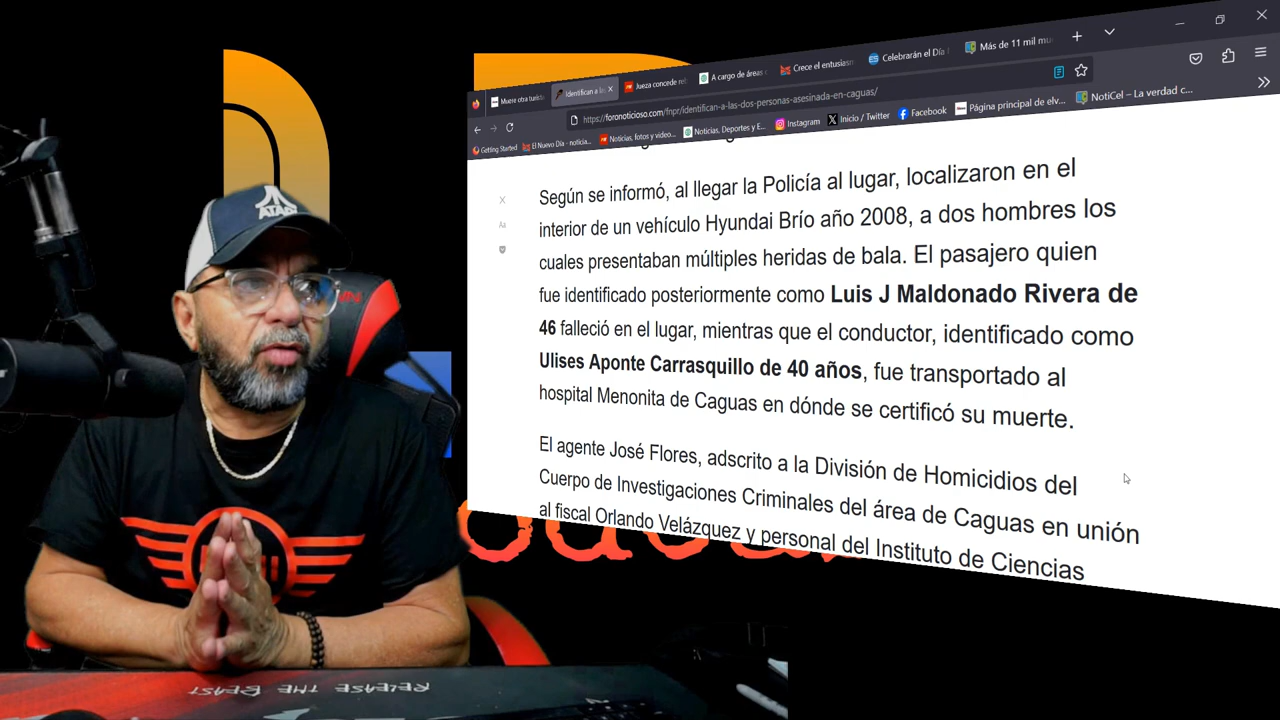 Muere otra turista
Identifican a las
Jueza concede
A cargo de áreas
Crece el entusiasm
Celebrarán el Día
Más de 11 mil mu
https://foronoticioso.com/fnpr/identifican-a-las-dos-personas-asesinada-en-caguas/
Getting Started
El Nuevo Día - noticia...
Noticias, fotos y video...
Noticias, Deportes y E...
Instagram
Inicio / Twitter
Facebook
Página principal de elv...
NotiCel – La verdad c...
Según se informó, al llegar la Policía al lugar, localizaron en el
interior de un vehículo Hyundai Brío año 2008, a dos hombres los
cuales presentaban múltiples heridas de bala. El pasajero quien
fue identificado posteriormente como Luis J Maldonado Rivera de
46 falleció en el lugar, mientras que el conductor, identificado como
Ulises Aponte Carrasquillo de 40 años, fue transportado al
hospital Menonita de Caguas en dónde se certificó su muerte.
El agente José Flores, adscrito a la División de Homicidios del
Cuerpo de Investigaciones Criminales del área de Caguas en unión
al fiscal Orlando Velázquez y personal del Instituto de Ciencias
ATARI
RELEASE THE BEAST